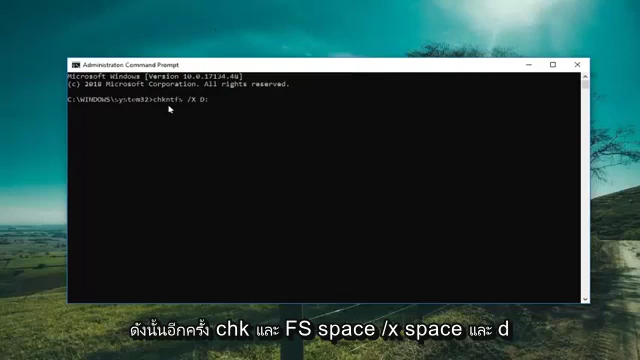 Administrator: Command Prompt
Microsoft Windows [Version 10.0.17134.48]
(c) 2018 Microsoft Corporation. All rights reserved.
C:\WINDOWS\system32>chkntfs /X D:
ดังนั้นอีกครั้ง chk และ FS space /x space และ d